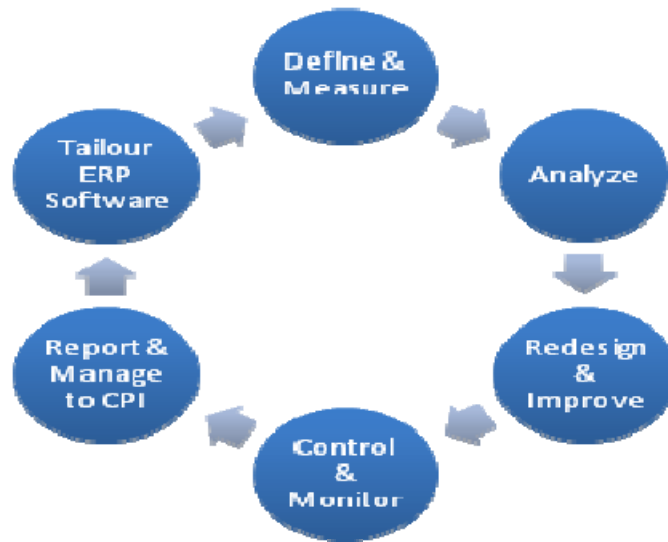 Define &
Measure
Analyze
Redesign
&
Improve
Control
&
Monitor
Report &
Manage
to CPI
Tailour
ERP
Software